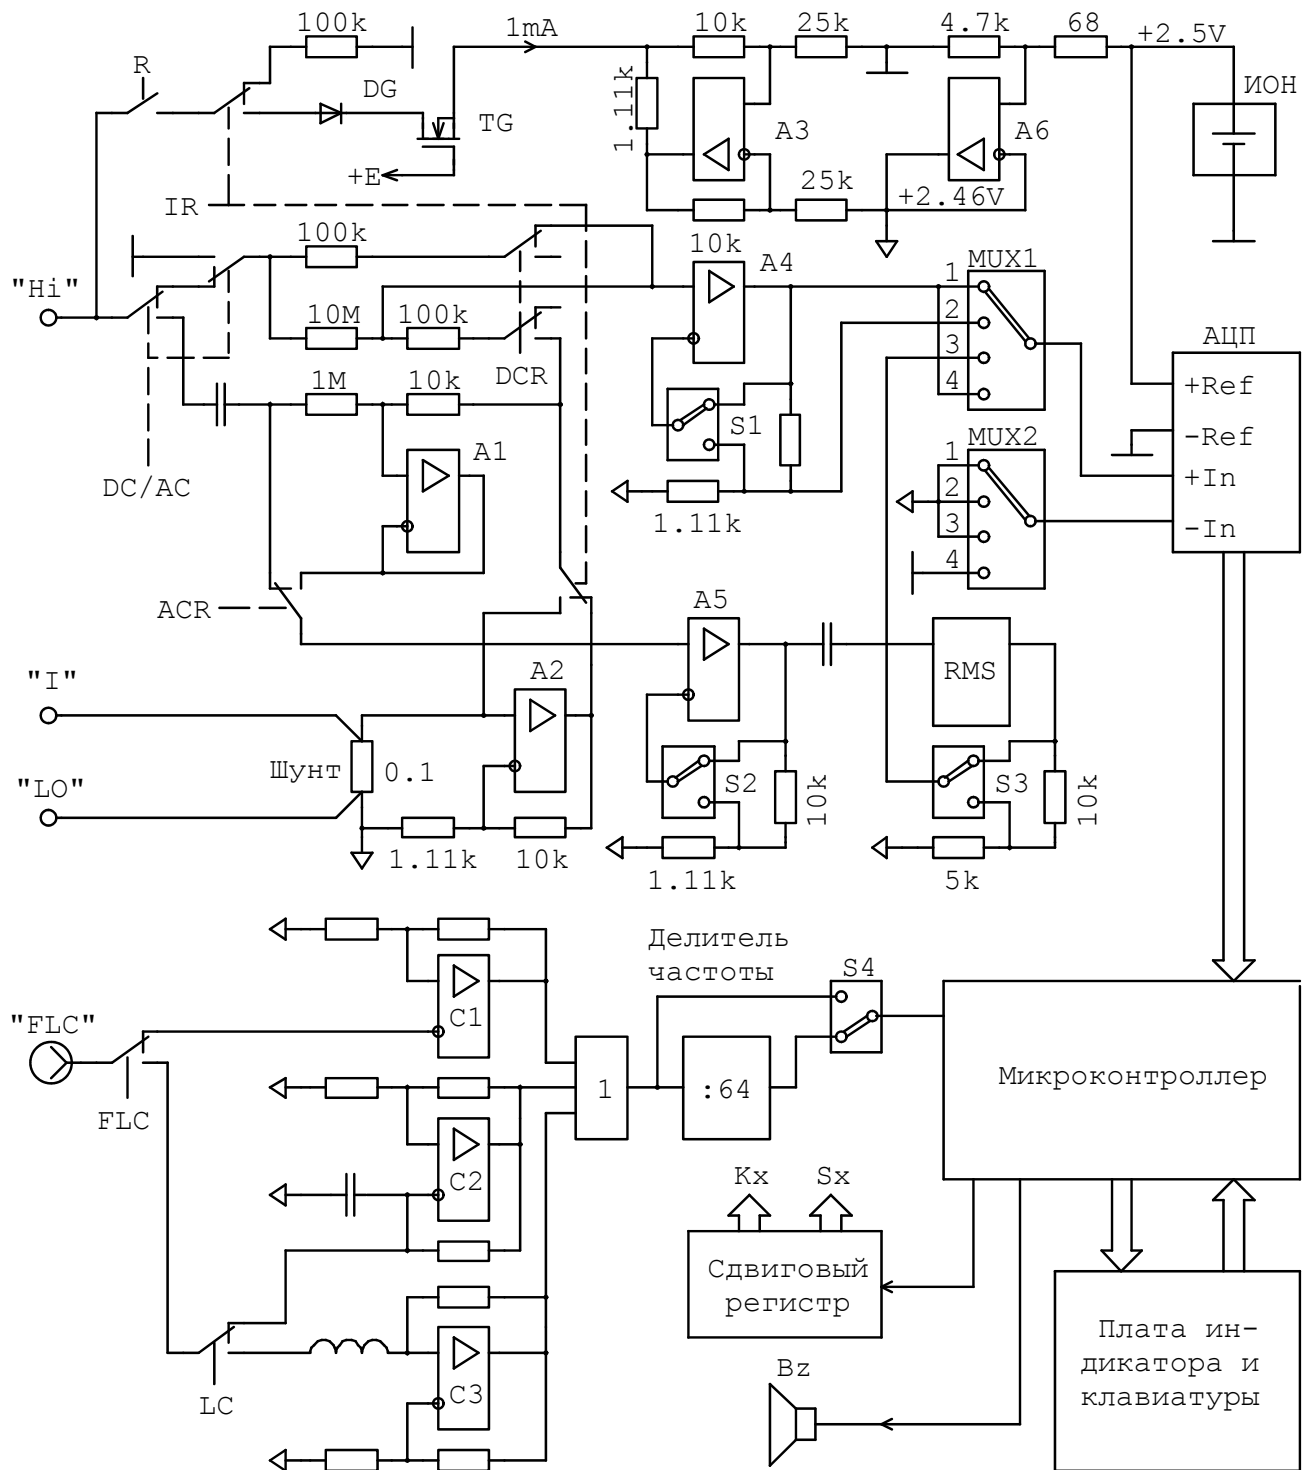 100k
1mA
10k
25k
4.7k
68
+2.5V
R
DG
TG
1.11k
A3
A6
ИОН
+E
25k
+2.46V
IR
100k
10k
A4
MUX1
"Hi"
1
2
3
4
10M
100k
DCR
АЦП
1M
10k
S1
+Ref
-Ref
+In
-In
A1
MUX2
1
2
3
4
DC/AC
1.11k
ACR
A5
"I"
A2
RMS
Шунт
0.1
S2
10k
S3
10k
"LO"
1.11k
10k
1.11k
5k
Делитель
частоты
S4
"FLC"
C1
1
:64
Микроконтроллер
FLC
C2
Kx
Sx
Сдвиговый
регистр
Плата ин-
дикатора и
клавиатуры
LC
C3
Bz